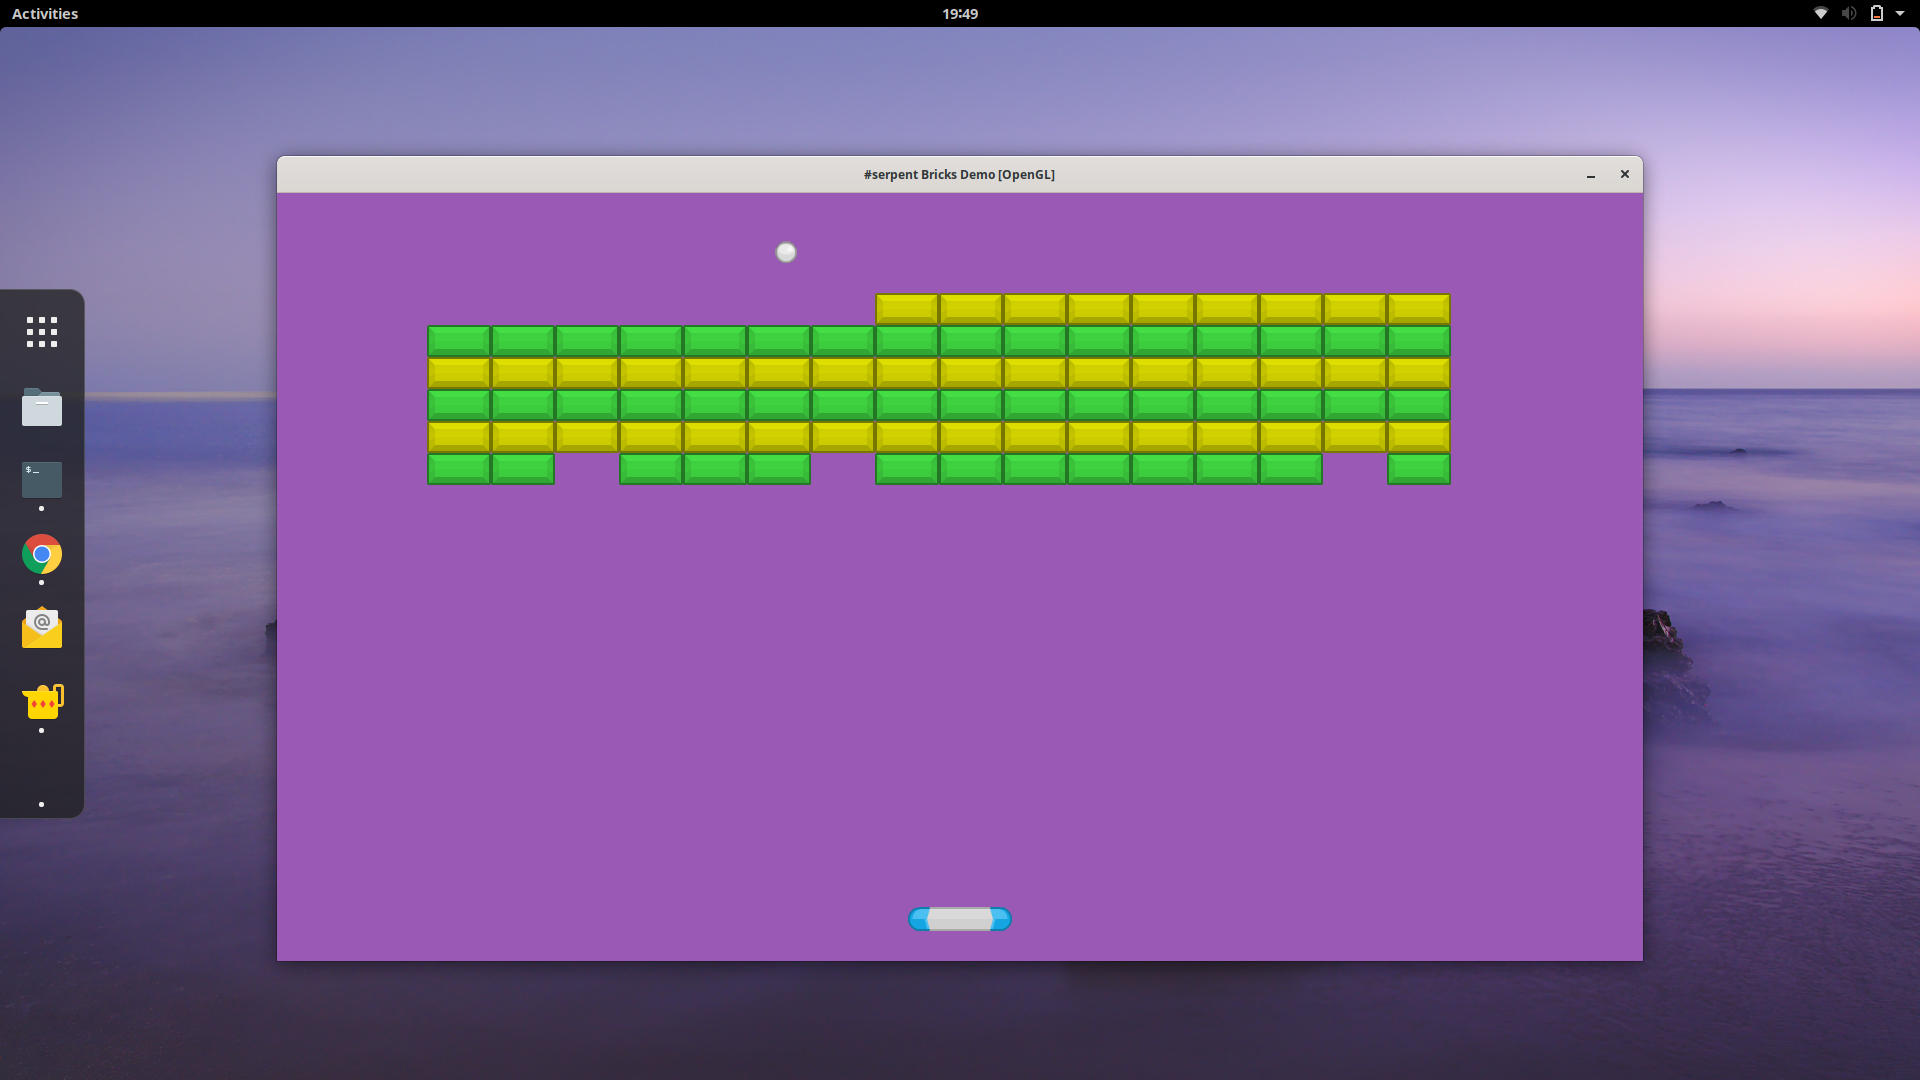 Activities
19:49
#serpent Bricks Demo [OpenGL]
$_
@